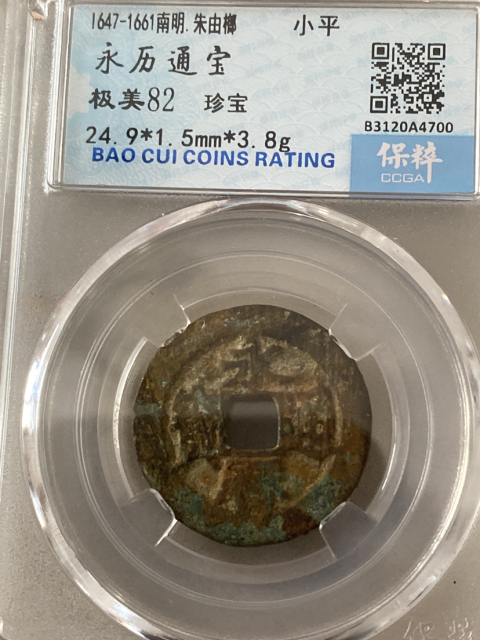 1647-1661南明.朱由榔 小平
永历通宝
极美82 珍宝
B3120A4700
24.9*1.5mm*3.8g
BAO CUI COINS RATING
保粹
CCGA
永